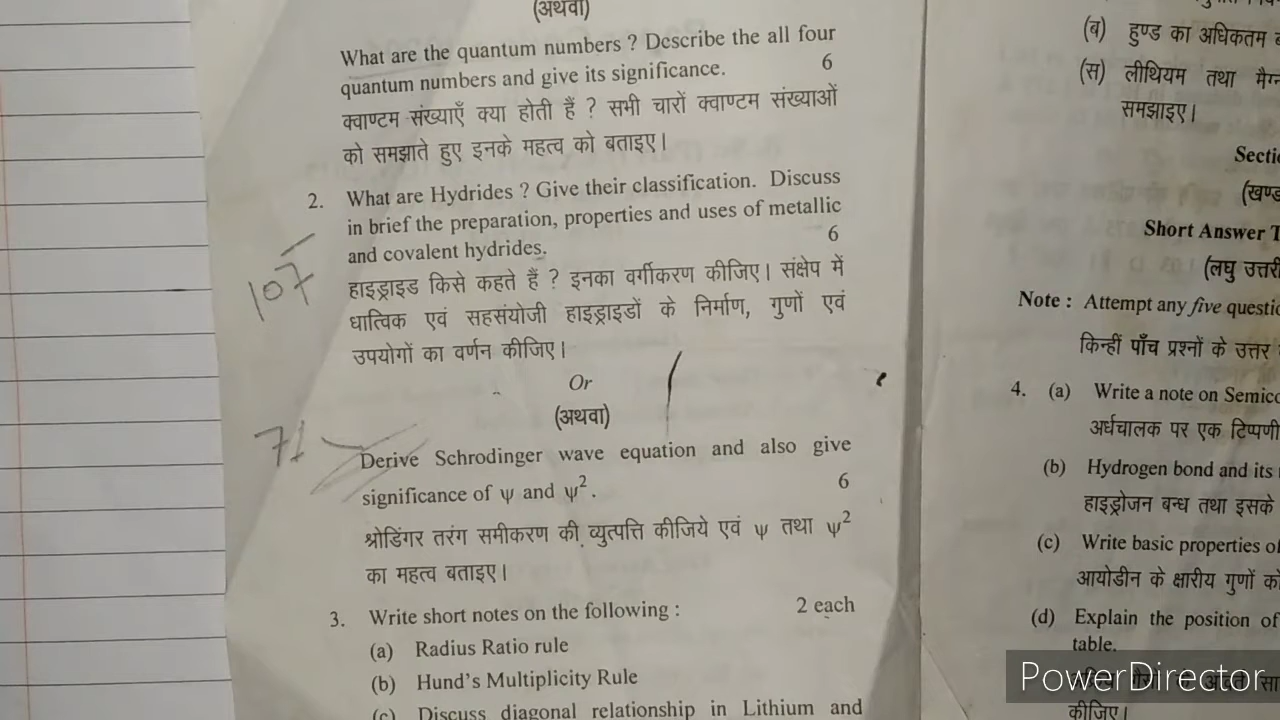 (अथवा)
What are the quantum numbers ? Describe the all four
quantum numbers and give its significance. 6
क्वाण्टम संख्याएँ क्या होती हैं ? सभी चारों क्वाण्टम संख्याओं
को समझाते हुए इनके महत्व को बताइए।
2. What are Hydrides ? Give their classification. Discuss
in brief the preparation, properties and uses of metallic
and covalent hydrides. 6
107
हाइड्राइड किसे कहते हैं ? इनका वर्गीकरण कीजिए। संक्षेप में
धात्विक एवं सहसंयोजी हाइड्राइडों के निर्माण, गुणों एवं
उपयोगों का वर्णन कीजिए।
Or
(अथवा)
71
Derive Schrodinger wave equation and also give
significance of ψ and ψ². 6
श्रोडिंगर तरंग समीकरण की व्युत्पत्ति कीजिये एवं ψ तथा ψ²
का महत्व बताइए।
3. Write short notes on the following : 2 each
(a) Radius Ratio rule
(b) Hund's Multiplicity Rule
(c) Discuss diagonal relationship in Lithium and
(ब) हुण्ड का अधिकतम
(स) लीथियम तथा
समझाइए।
Short Answer
Note : Attempt any five
किन्हीं पाँच प्रश्नों के उत्तर
4. (a) Write a note on
अर्धचालक पर एक टिप्पणी
(b) Hydrogen bond and its
हाइड्रोजन बन्ध तथा इसके
(c) Write basic properties
आयोडीन के क्षारीय गुणों
(d) Explain the position of
table.
कीजिए।
PowerDirector